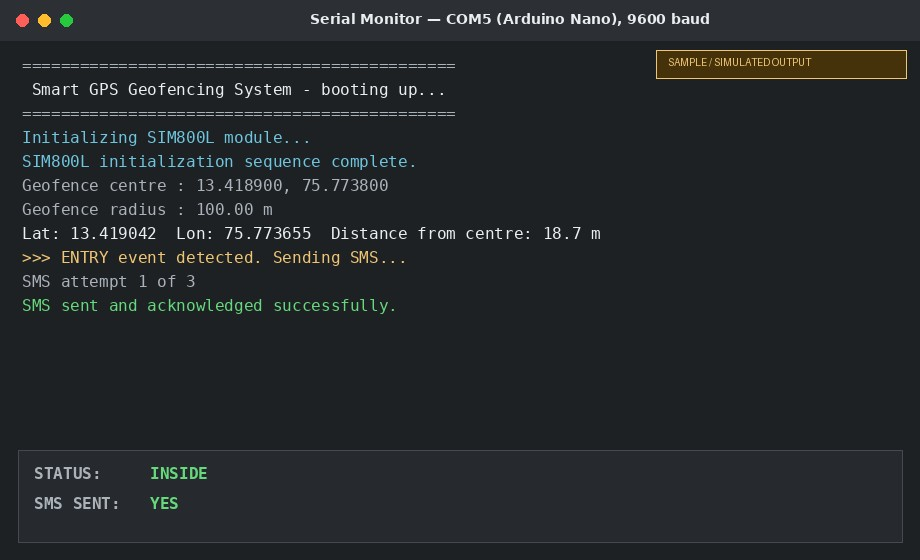 Serial Monitor — COM5 (Arduino Nano), 9600 baud
SAMPLE / SIMULATED OUTPUT
=============================================
Smart GPS Geofencing System - booting up...
=============================================
Initializing SIM800L module...
SIM800L initialization sequence complete.
Geofence centre : 13.418900, 75.773800
Geofence radius : 100.00 m
Lat: 13.419042  Lon: 75.773655  Distance from centre: 18.7 m
>>> ENTRY event detected. Sending SMS...
SMS attempt 1 of 3
SMS sent and acknowledged successfully.
STATUS: INSIDE
SMS SENT: YES